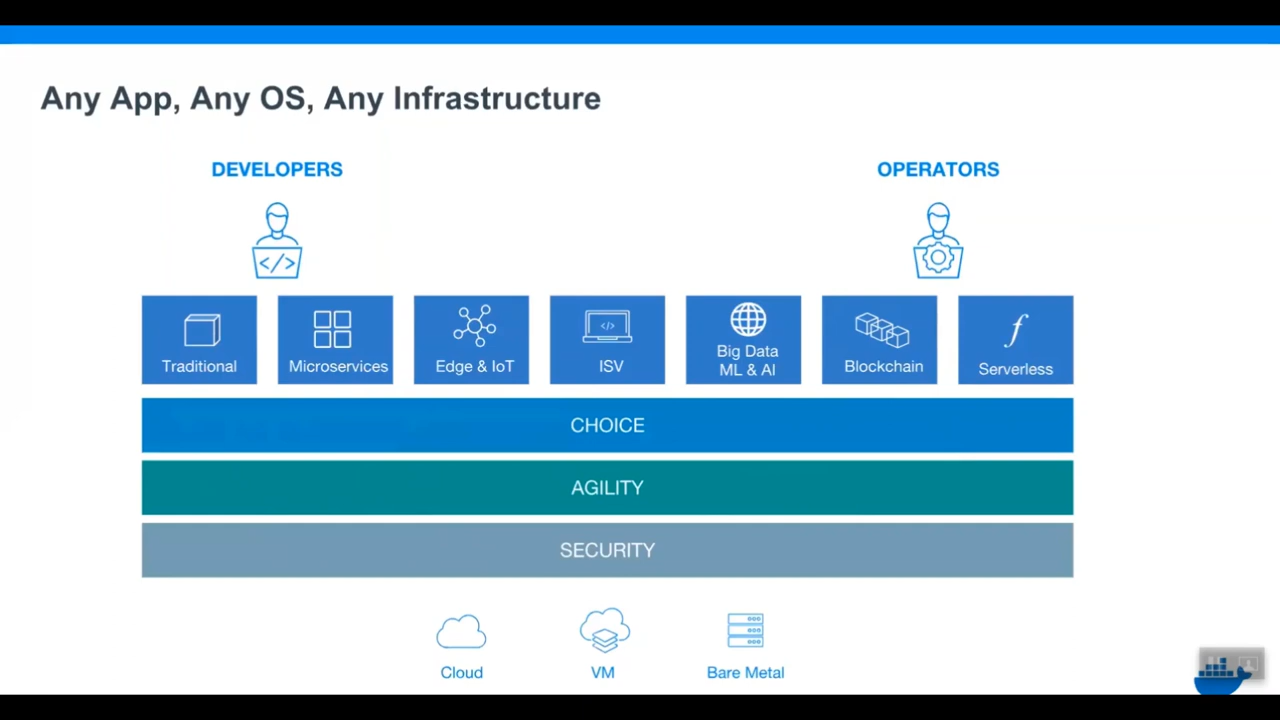 Any App, Any OS, Any Infrastructure
DEVELOPERS
OPERATORS
</>
Traditional
Microservices
Edge & IoT
</>
ISV
Big Data
ML & AI
Blockchain
f
Serverless
CHOICE
AGILITY
SECURITY
Cloud
VM
Bare Metal